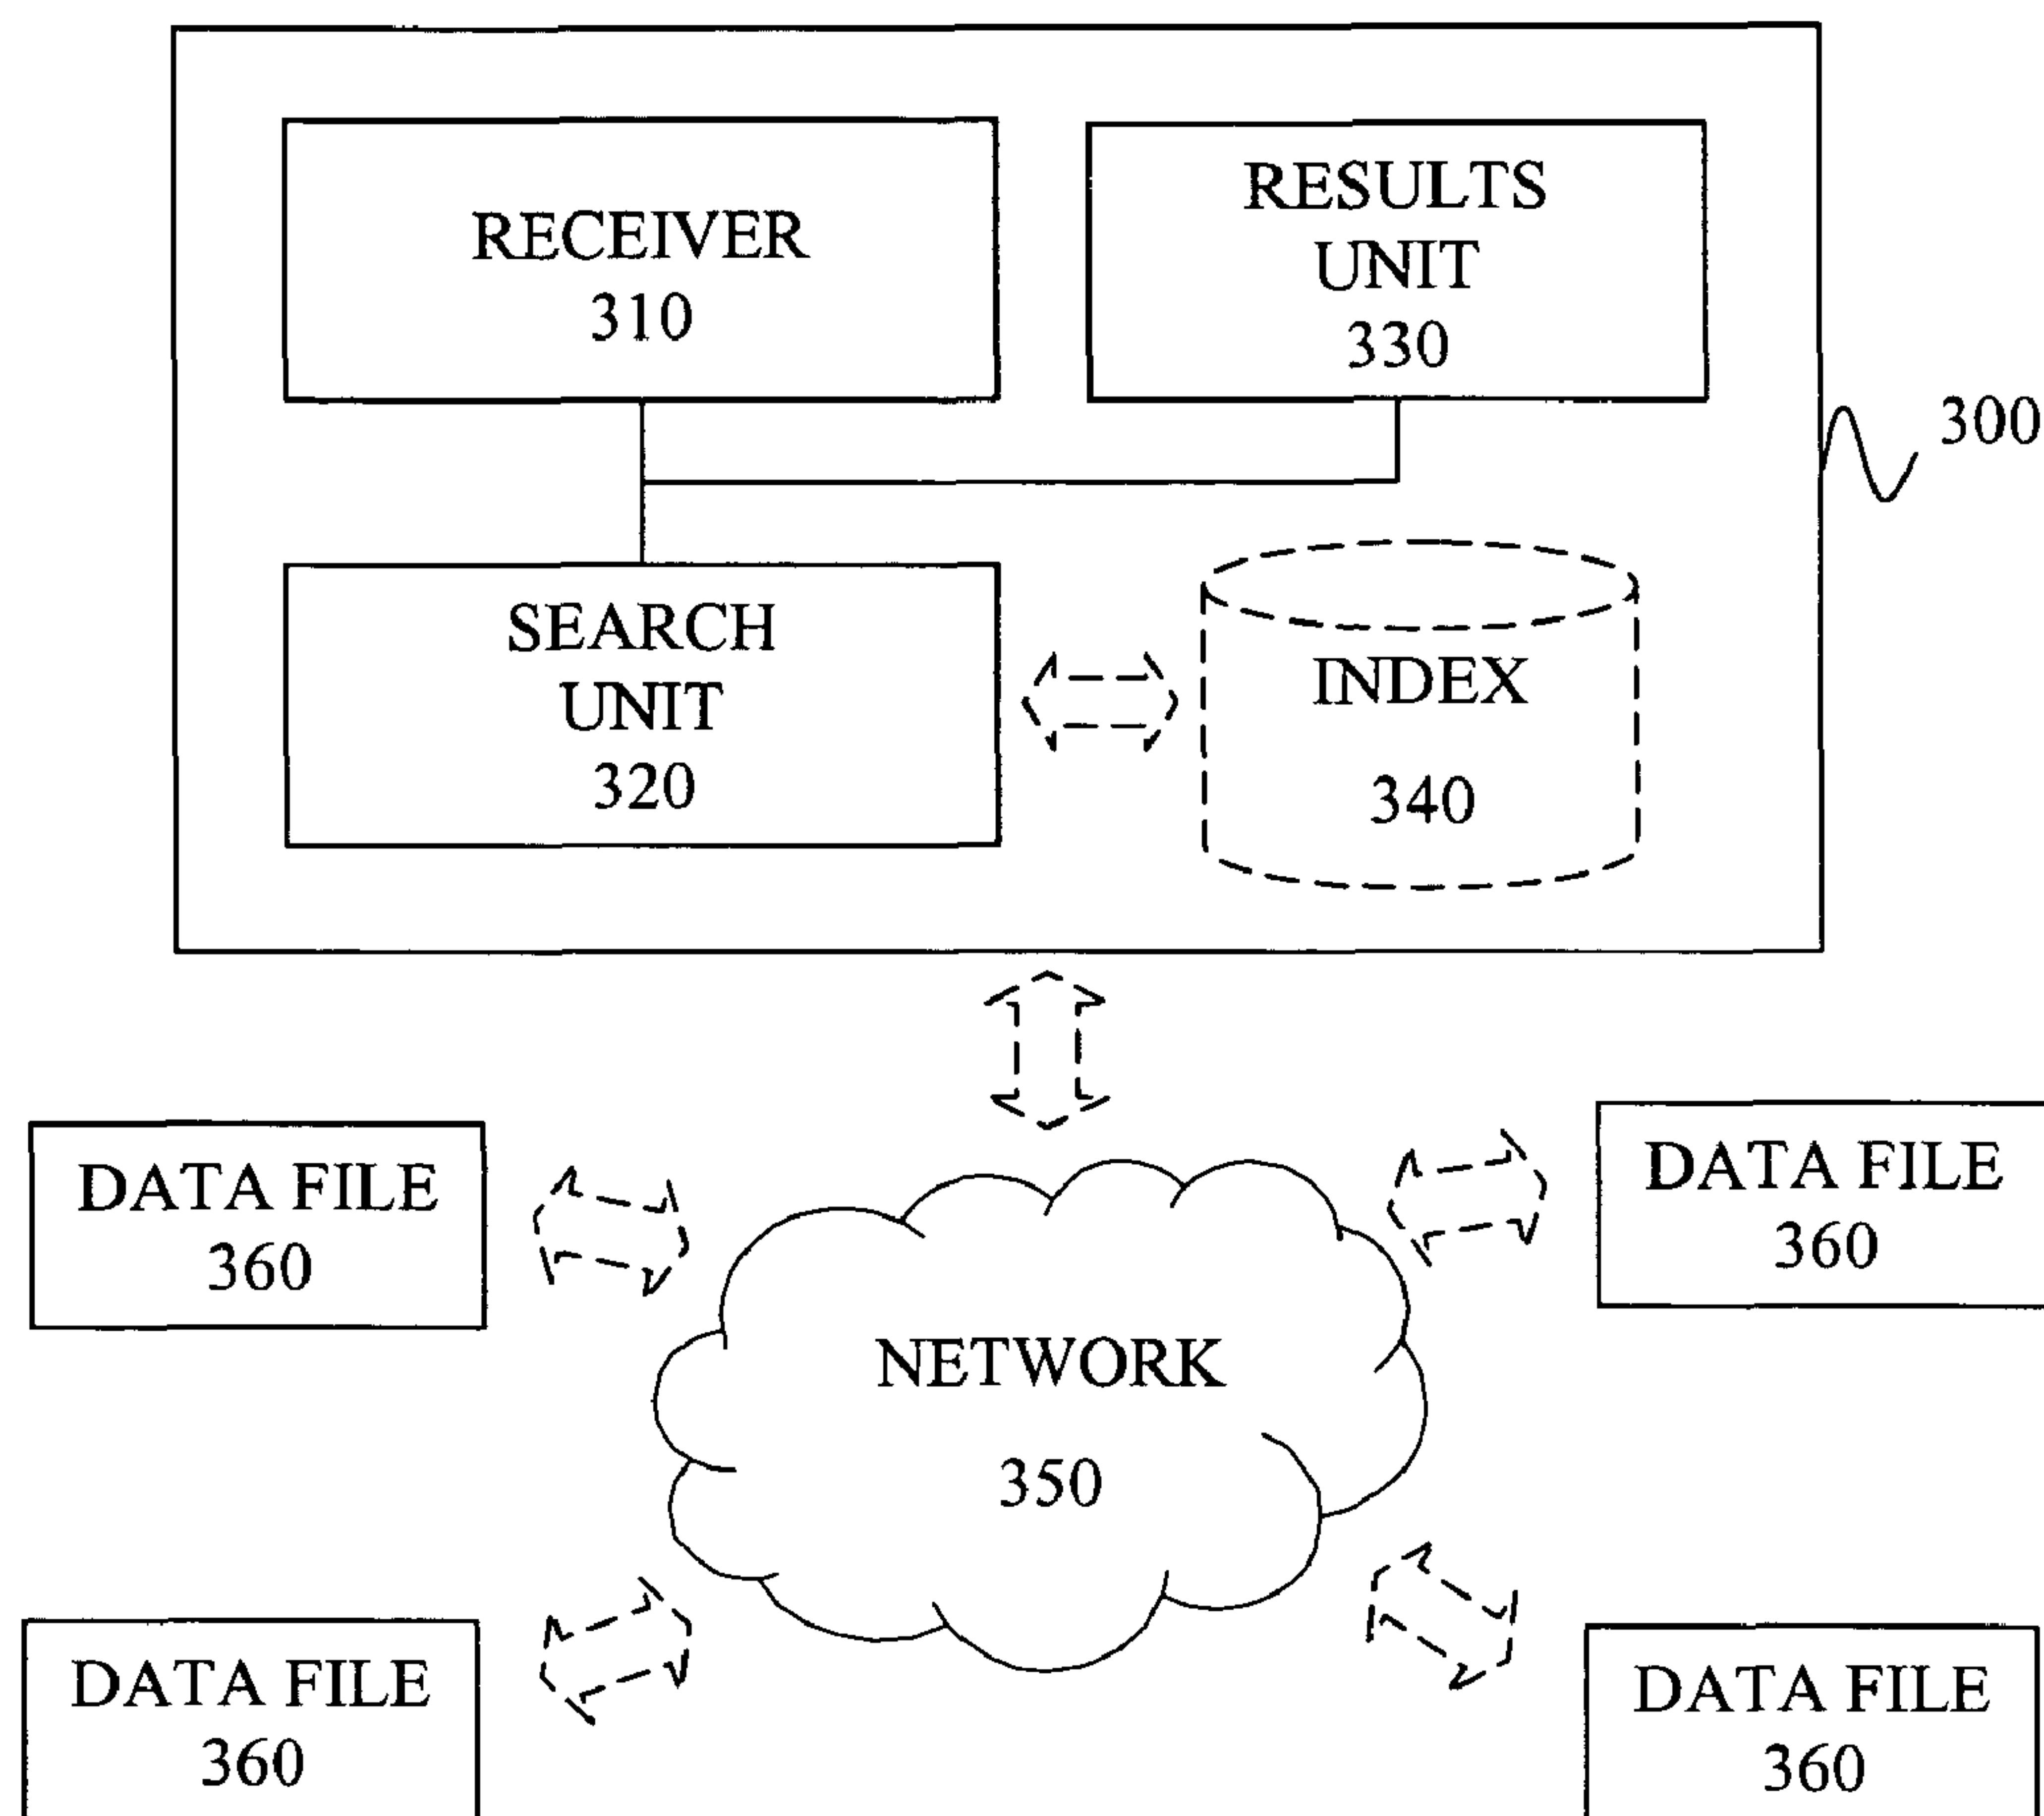 RECEIVER
310
RESULTS
UNIT
330
300
SEARCH
UNIT
320
INDEX
340
DATA FILE
360
DATA FILE
360
NETWORK
350
DATA FILE
360
DATA FILE
360